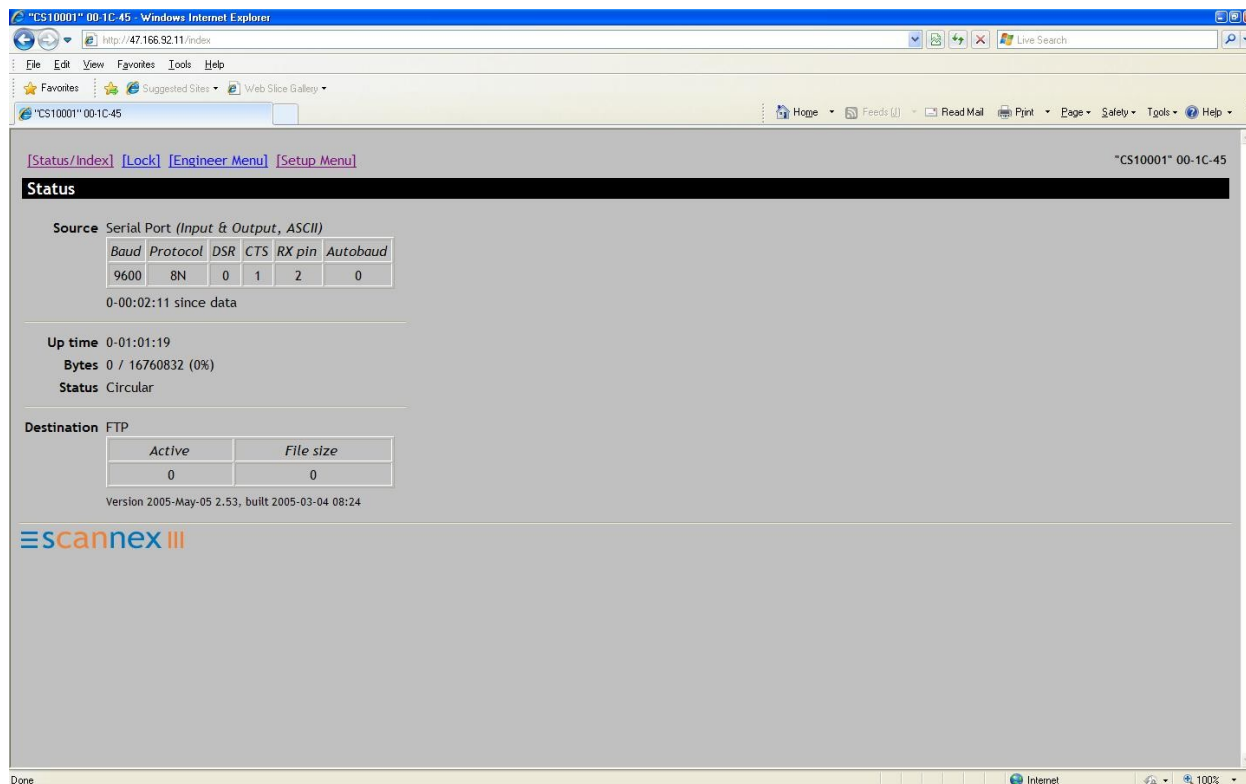 "CS10001" 00-1C-45 - Windows Internet Explorer
http://47.166.92.11/index
Live Search
File Edit View Favorites Tools Help
Favorites Suggested Sites Web Slice Gallery
"CS10001" 00-1C-45
Home Feeds (J) Read Mail Print Page Safety Tools Help
[Status/Index] [Lock] [Engineer Menu] [Setup Menu]
"CS10001" 00-1C-45
Status
Source Serial Port (Input & Output, ASCII)
Baud Protocol DSR CTS RX pin Autobaud
9600 8N 0 1 2 0
0-00:02:11 since data
Up time 0-01:01:19
Bytes 0 / 16760832 (0%)
Status Circular
Destination FTP
Active File size
0 0
Version 2005-May-05 2.53, built 2005-03-04 08:24
scannex
Done
Internet
100%